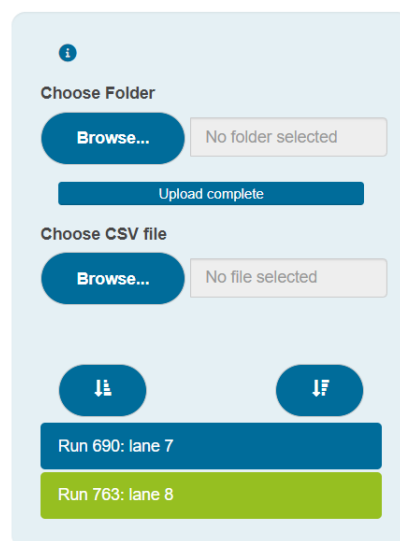 Choose Folder
Browse... No folder selected
Upload complete
Choose CSV file
Browse... No file selected
Run 690: lane 7
Run 763: lane 8